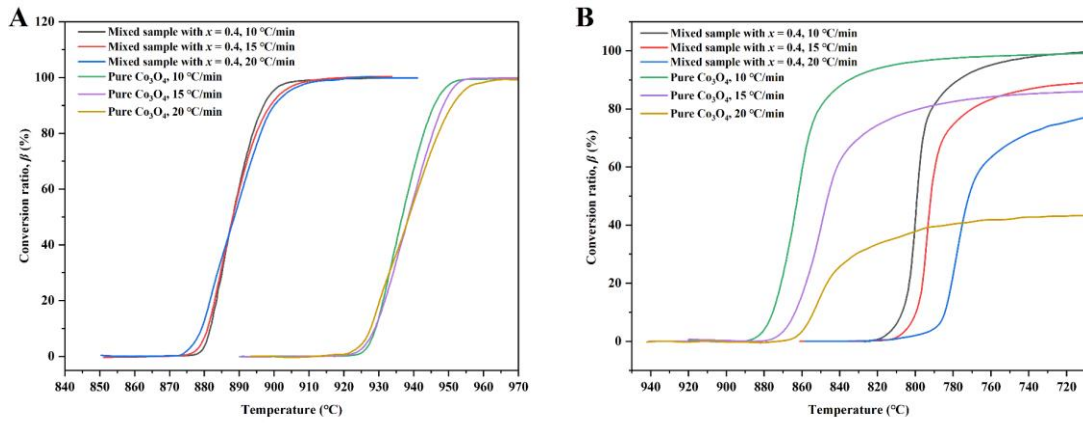 A
Mixed sample with x = 0.4, 10 ℃/min
Mixed sample with x = 0.4, 15 ℃/min
Mixed sample with x = 0.4, 20 ℃/min
Pure Co₃O₄, 10 ℃/min
Pure Co₃O₄, 15 ℃/min
Pure Co₃O₄, 20 ℃/min
120
100
80
60
40
20
0
Conversion ratio, β (%)
840 850 860 870 880 890 900 910 920 930 940 950 960 970
Temperature (℃)
B
Mixed sample with x = 0.4, 10 ℃/min
Mixed sample with x = 0.4, 15 ℃/min
Mixed sample with x = 0.4, 20 ℃/min
Pure Co₃O₄, 10 ℃/min
Pure Co₃O₄, 15 ℃/min
Pure Co₃O₄, 20 ℃/min
100
80
60
40
20
0
Conversion ratio, β (%)
940 920 900 880 860 840 820 800 780 760 740 720
Temperature (℃)